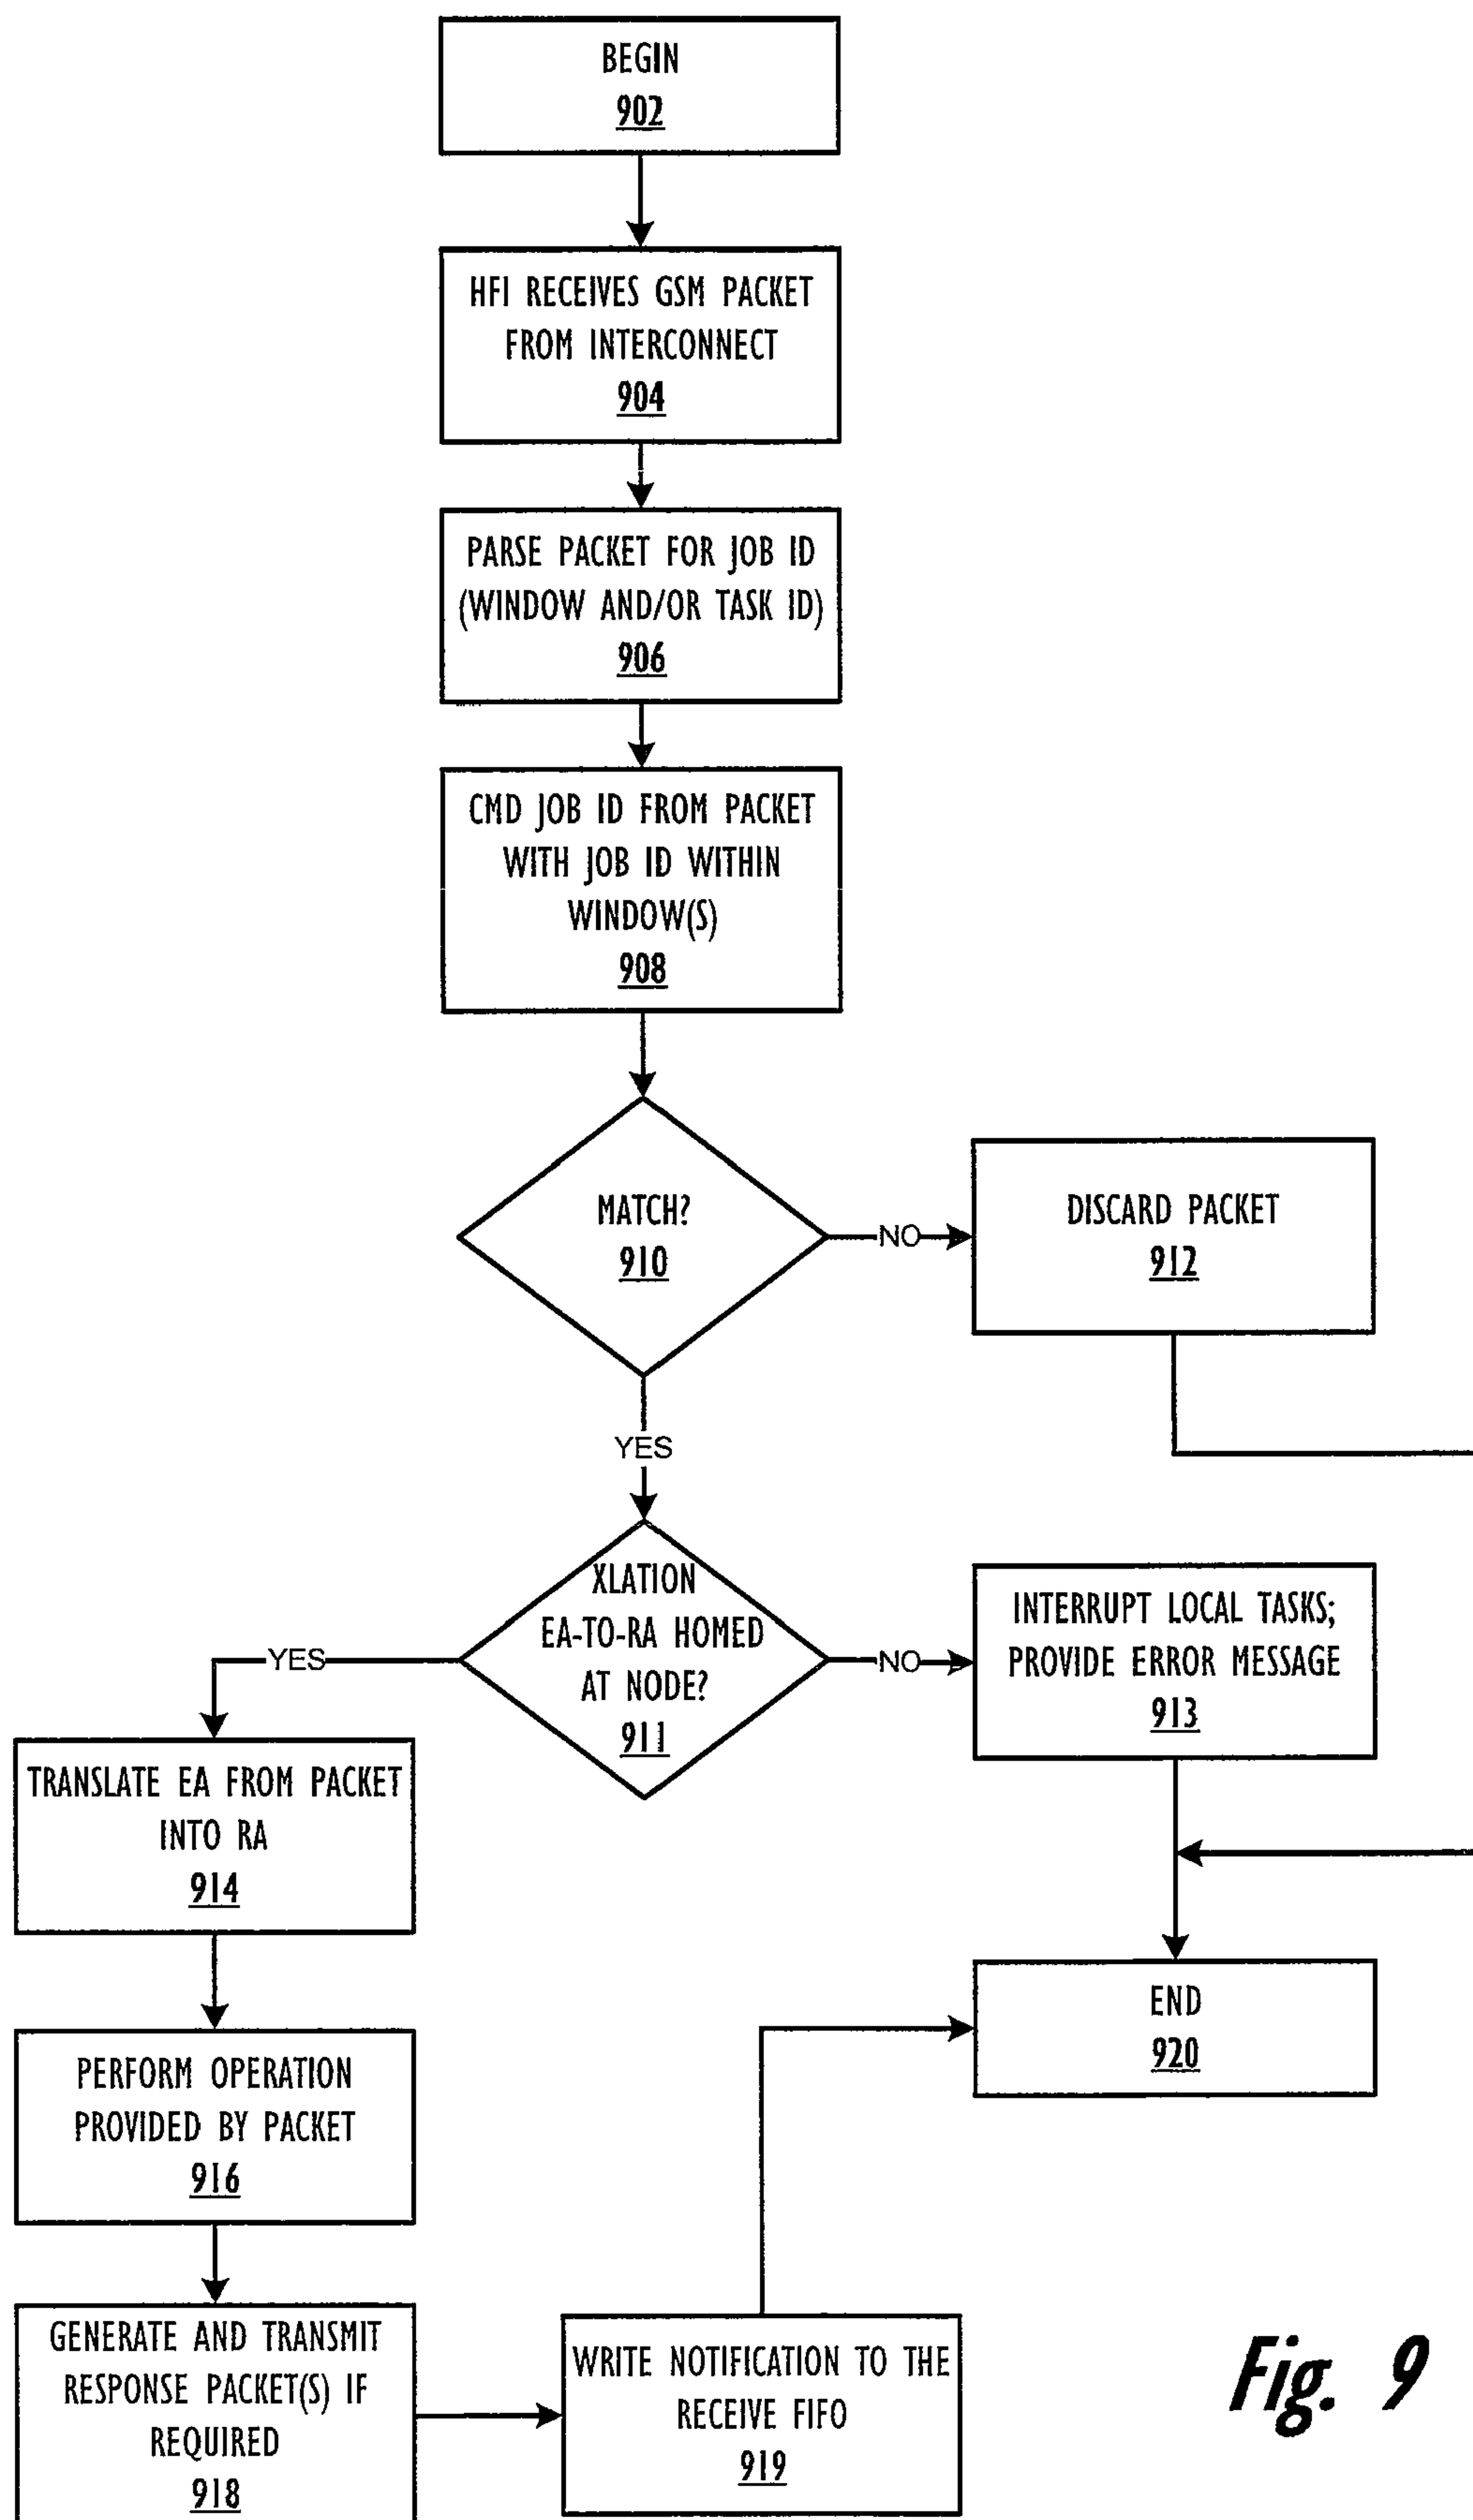 BEGIN
902
HFI RECEIVES GSM PACKET
FROM INTERCONNECT
904
PARSE PACKET FOR JOB ID
(WINDOW AND/OR TASK ID)
906
CMD JOB ID FROM PACKET
WITH JOB ID WITHIN
WINDOW(S)
908
MATCH?
910
NO
DISCARD PACKET
912
YES
XLATION
EA-TO-RA HOMED
AT NODE?
911
YES
NO
INTERRUPT LOCAL TASKS;
PROVIDE ERROR MESSAGE
913
TRANSLATE EA FROM PACKET
INTO RA
914
END
920
PERFORM OPERATION
PROVIDED BY PACKET
916
GENERATE AND TRANSMIT
RESPONSE PACKET(S) IF
REQUIRED
918
WRITE NOTIFICATION TO THE
RECEIVE FIFO
919
Fig. 9